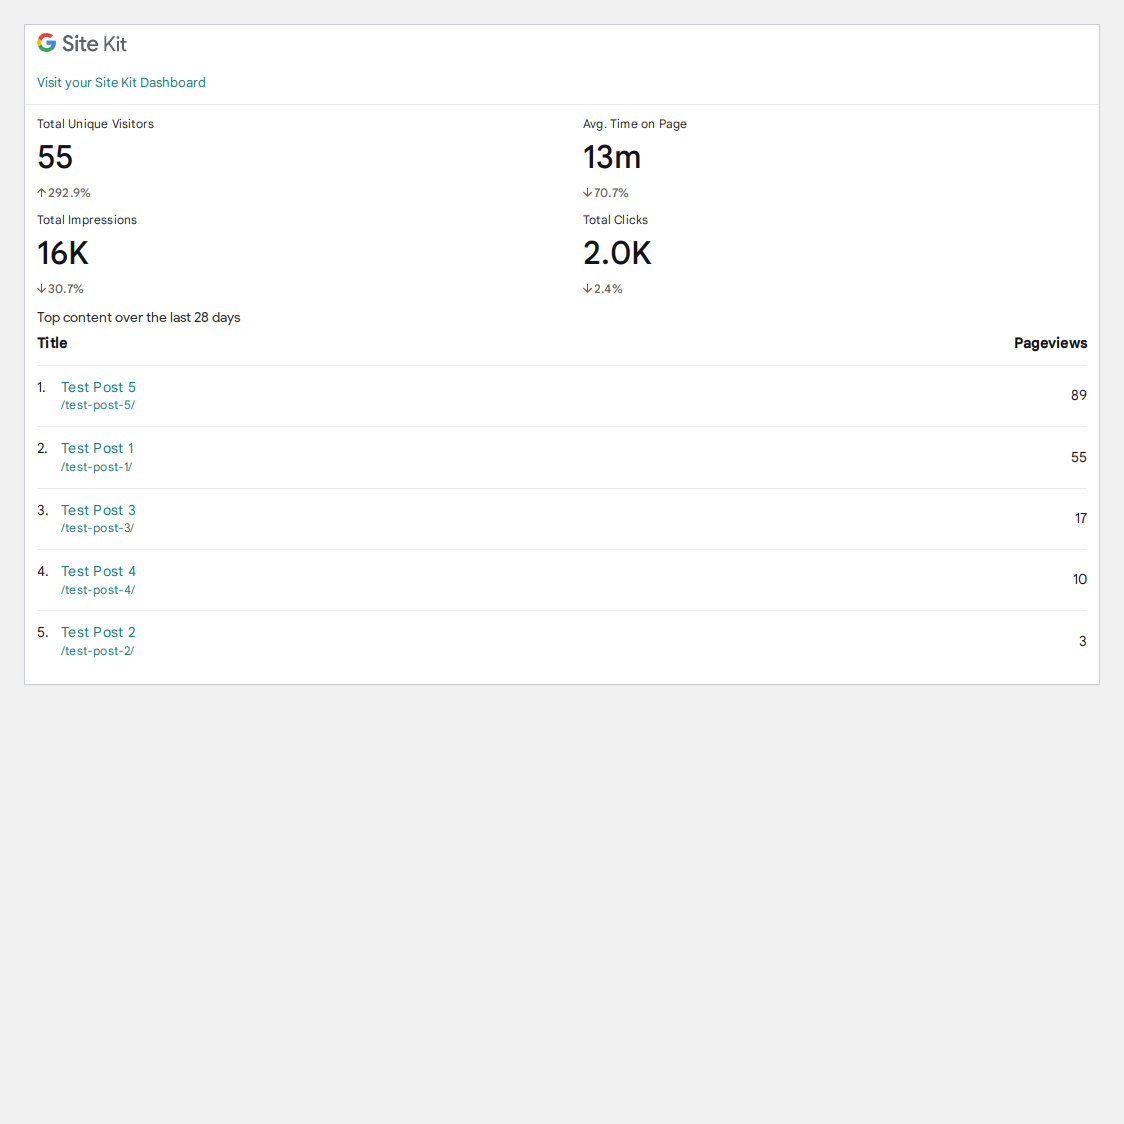 Site Kit
Visit your Site Kit Dashboard
Total Unique Visitors
55
↑292.9%
Avg. Time on Page
13m
↓70.7%
Total Impressions
16K
↓30.7%
Total Clicks
2.0K
↓2.4%
Top content over the last 28 days
Title Pageviews
1. Test Post 5
/test-post-5/
89
2. Test Post 1
/test-post-1/
55
3. Test Post 3
/test-post-3/
17
4. Test Post 4
/test-post-4/
10
5. Test Post 2
/test-post-2/
3